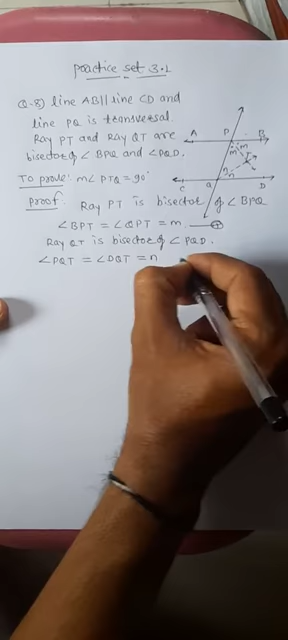 Practice set 3.1
Q-8) line AB || line CD and
line PQ is transversal.
Ray PT and Ray QT are
bisector of ∠BPQ and ∠PQD.
To prove: m∠PTQ = 90°
Proof: Ray PT is bisector of ∠BPQ
∠BPT = ∠QPT = m. ——①
Ray QT is bisector of ∠PQD.
∠PQT = ∠DQT = n
A P B
m m
T
n n
C Q D